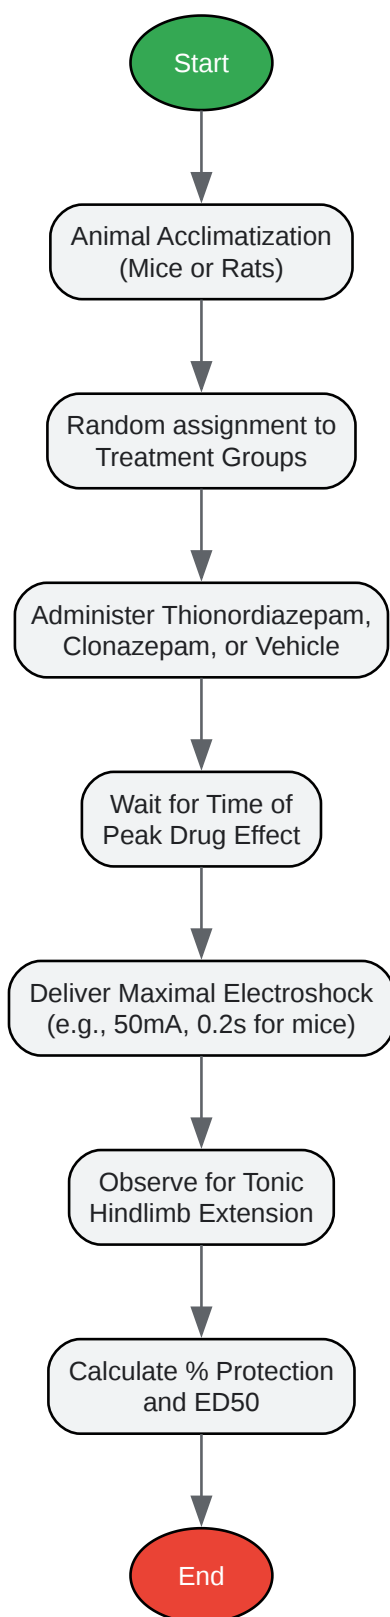 Start
Animal Acclimatization
(Mice or Rats)
Random assignment to
Treatment Groups
Administer Thionordiazepam,
Clonazepam, or Vehicle
Wait for Time of
Peak Drug Effect
Deliver Maximal Electroshock
(e.g., 50mA, 0.2s for mice)
Observe for Tonic
Hindlimb Extension
Calculate % Protection
and ED50
End